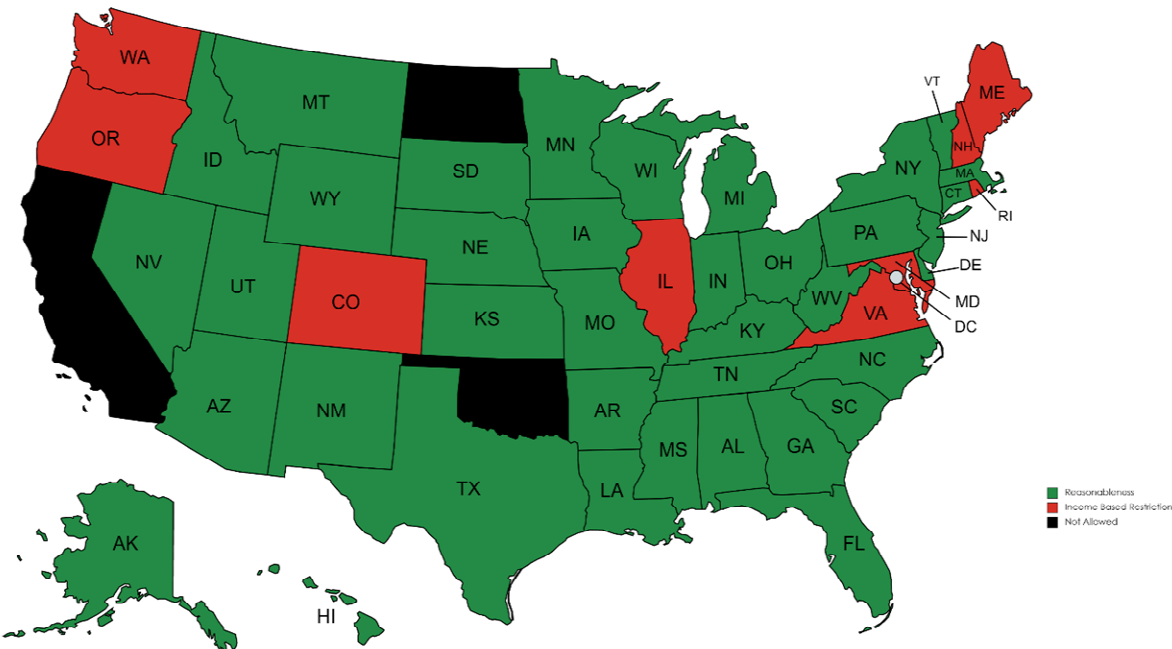 WA
ME
VT
MT
OR
MN
NH
ID
NY
SD
WI
MA
MI
CT
WY
RI
IA
PA
NJ
NE
OH
DE
NV
IL
IN
UT
WV
MD
CO
VA
DC
KS
MO
KY
NC
TN
AZ
NM
AR
SC
MS
AL
GA
TX
LA
Reasonableness
Income Based Restriction
Not Allowed
AK
FL
HI